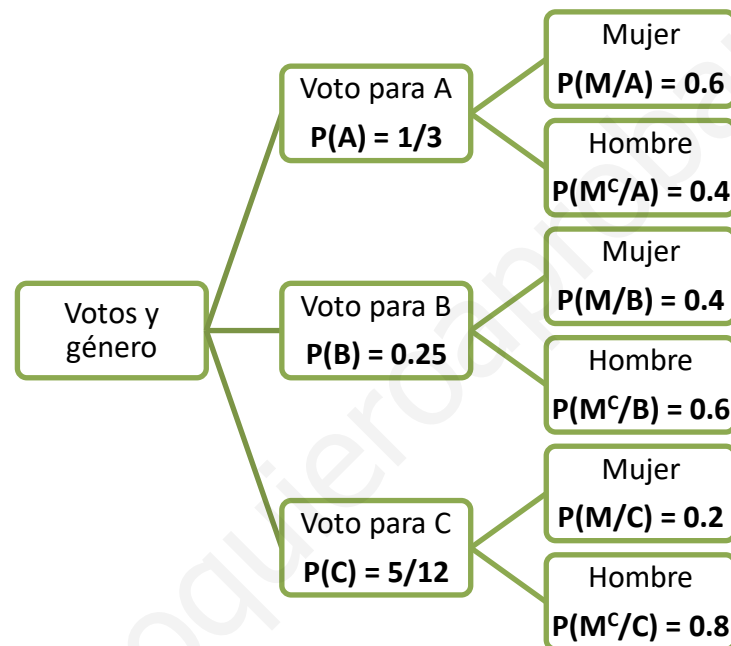 Mujer
P(M/A) = 0.6
Voto para A
P(A) = 1/3
Hombre
P(Mᶜ/A) = 0.4
Votos y
género
Mujer
P(M/B) = 0.4
Voto para B
P(B) = 0.25
Hombre
P(Mᶜ/B) = 0.6
Mujer
P(M/C) = 0.2
Voto para C
P(C) = 5/12
Hombre
P(Mᶜ/C) = 0.8